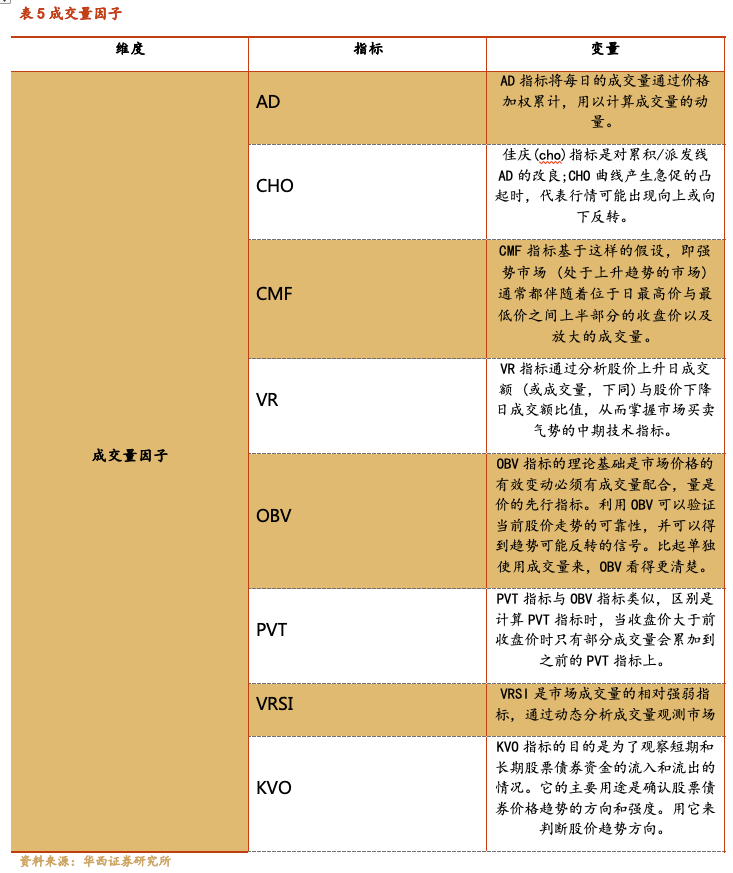 表 5 成交量因子
维度
指标
变量
成交量因子
AD
AD 指标将每日的成交量通过价格
加权累计，用以计算成交量的动
量。
CHO
佳庆(cho)指标是对累积/派发线
AD 的改良;CHO 曲线产生急促的凸
起时，代表行情可能出现向上或向
下反转。
CMF
CMF 指标基于这样的假设，即强
势市场 (处于上升趋势的市场)
通常都伴随着位于日最高价与最
低价之间上半部分的收盘价以及
放大的成交量。
VR
VR 指标通过分析股价上升日成交
额 (或成交量，下同)与股价下降
日成交额比值，从而掌握市场买卖
气势的中期技术指标。
OBV
OBV 指标的理论基础是市场价格的
有效变动必须有成交量配合，量是
价的先行指标。利用 OBV 可以验证
当前股价走势的可靠性，并可以得
到趋势可能反转的信号。比起单独
使用成交量来，OBV 看得更清楚。
PVT
PVT 指标与 OBV 指标类似，区别是
计算 PVT 指标时，当收盘价大于前
收盘价时只有部分成交量会累加到
之前的 PVT 指标上。
VRSI
VRSI 是市场成交量的相对强弱指
标，通过动态分析成交量观测市场
KVO
KVO 指标的目的是为了观察短期和
长期股票债券资金的流入和流出的
情况。它的主要用途是确认股票债
券价格趋势的方向和强度。用它来
判断股价趋势方向。
资料来源：华西证券研究所